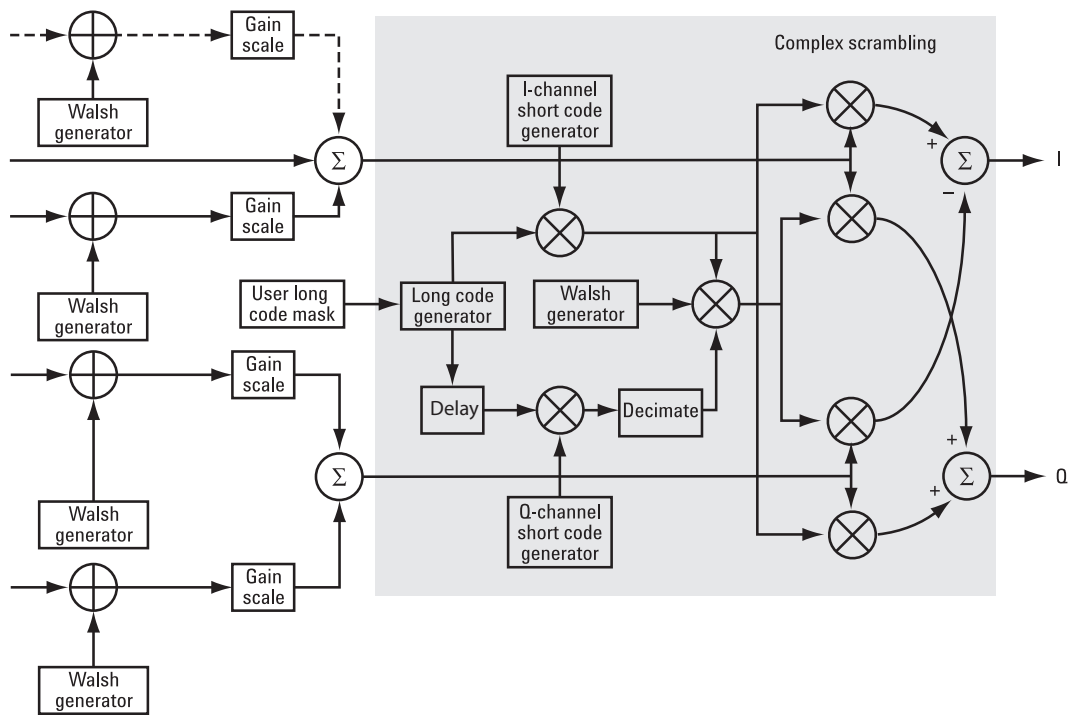 Gain
scale
Complex scrambling
Walsh
generator
I-channel
short code
generator
Σ
+
Σ
I
−
Gain
scale
Walsh
generator
User long
code mask
Long code
generator
Walsh
generator
Gain
scale
Delay
Decimate
+
Σ
+
Σ
Q
Walsh
generator
Q-channel
short code
generator
Gain
scale
Walsh
generator